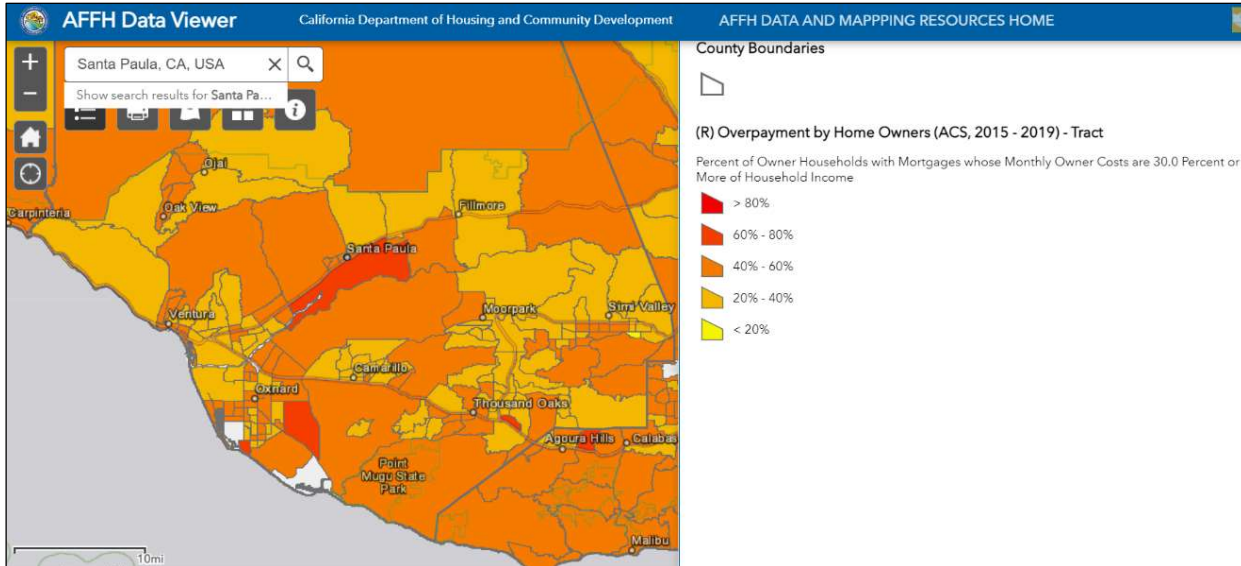 AFFH Data Viewer
California Department of Housing and Community Development
AFFH DATA AND MAPPPING RESOURCES HOME
+
Santa Paula, CA, USA
−
Show search results for Santa Pa...
Ojai
Carpinteria
Oak View
Fillmore
Santa Paula
Ventura
Moorpark
Simi Valley
Camarillo
Oxnard
Thousand Oaks
Agoura Hills
Calabas
Point
Mugu State
Park
Malibu
10mi
County Boundaries
(R) Overpayment by Home Owners (ACS, 2015 - 2019) - Tract
Percent of Owner Households with Mortgages whose Monthly Owner Costs are 30.0 Percent or
More of Household Income
> 80%
60% - 80%
40% - 60%
20% - 40%
< 20%